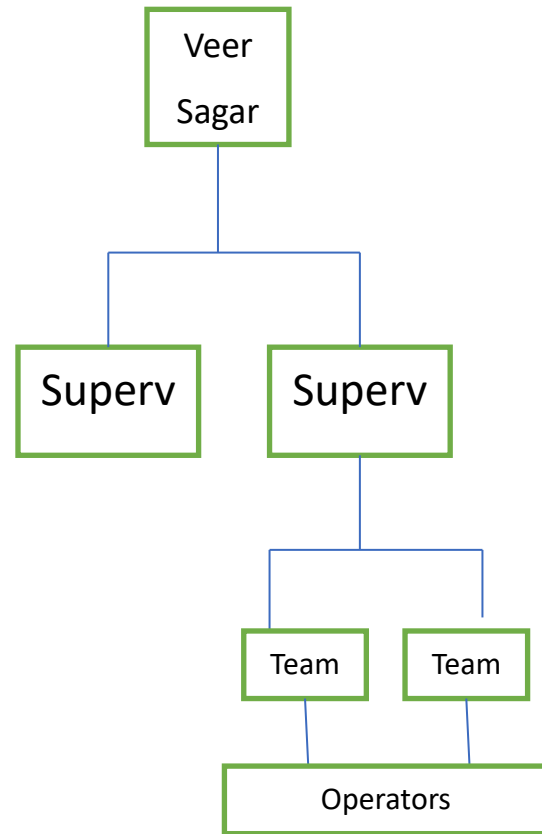 Veer
Sagar
Superv
Superv
Team
Team
Operators